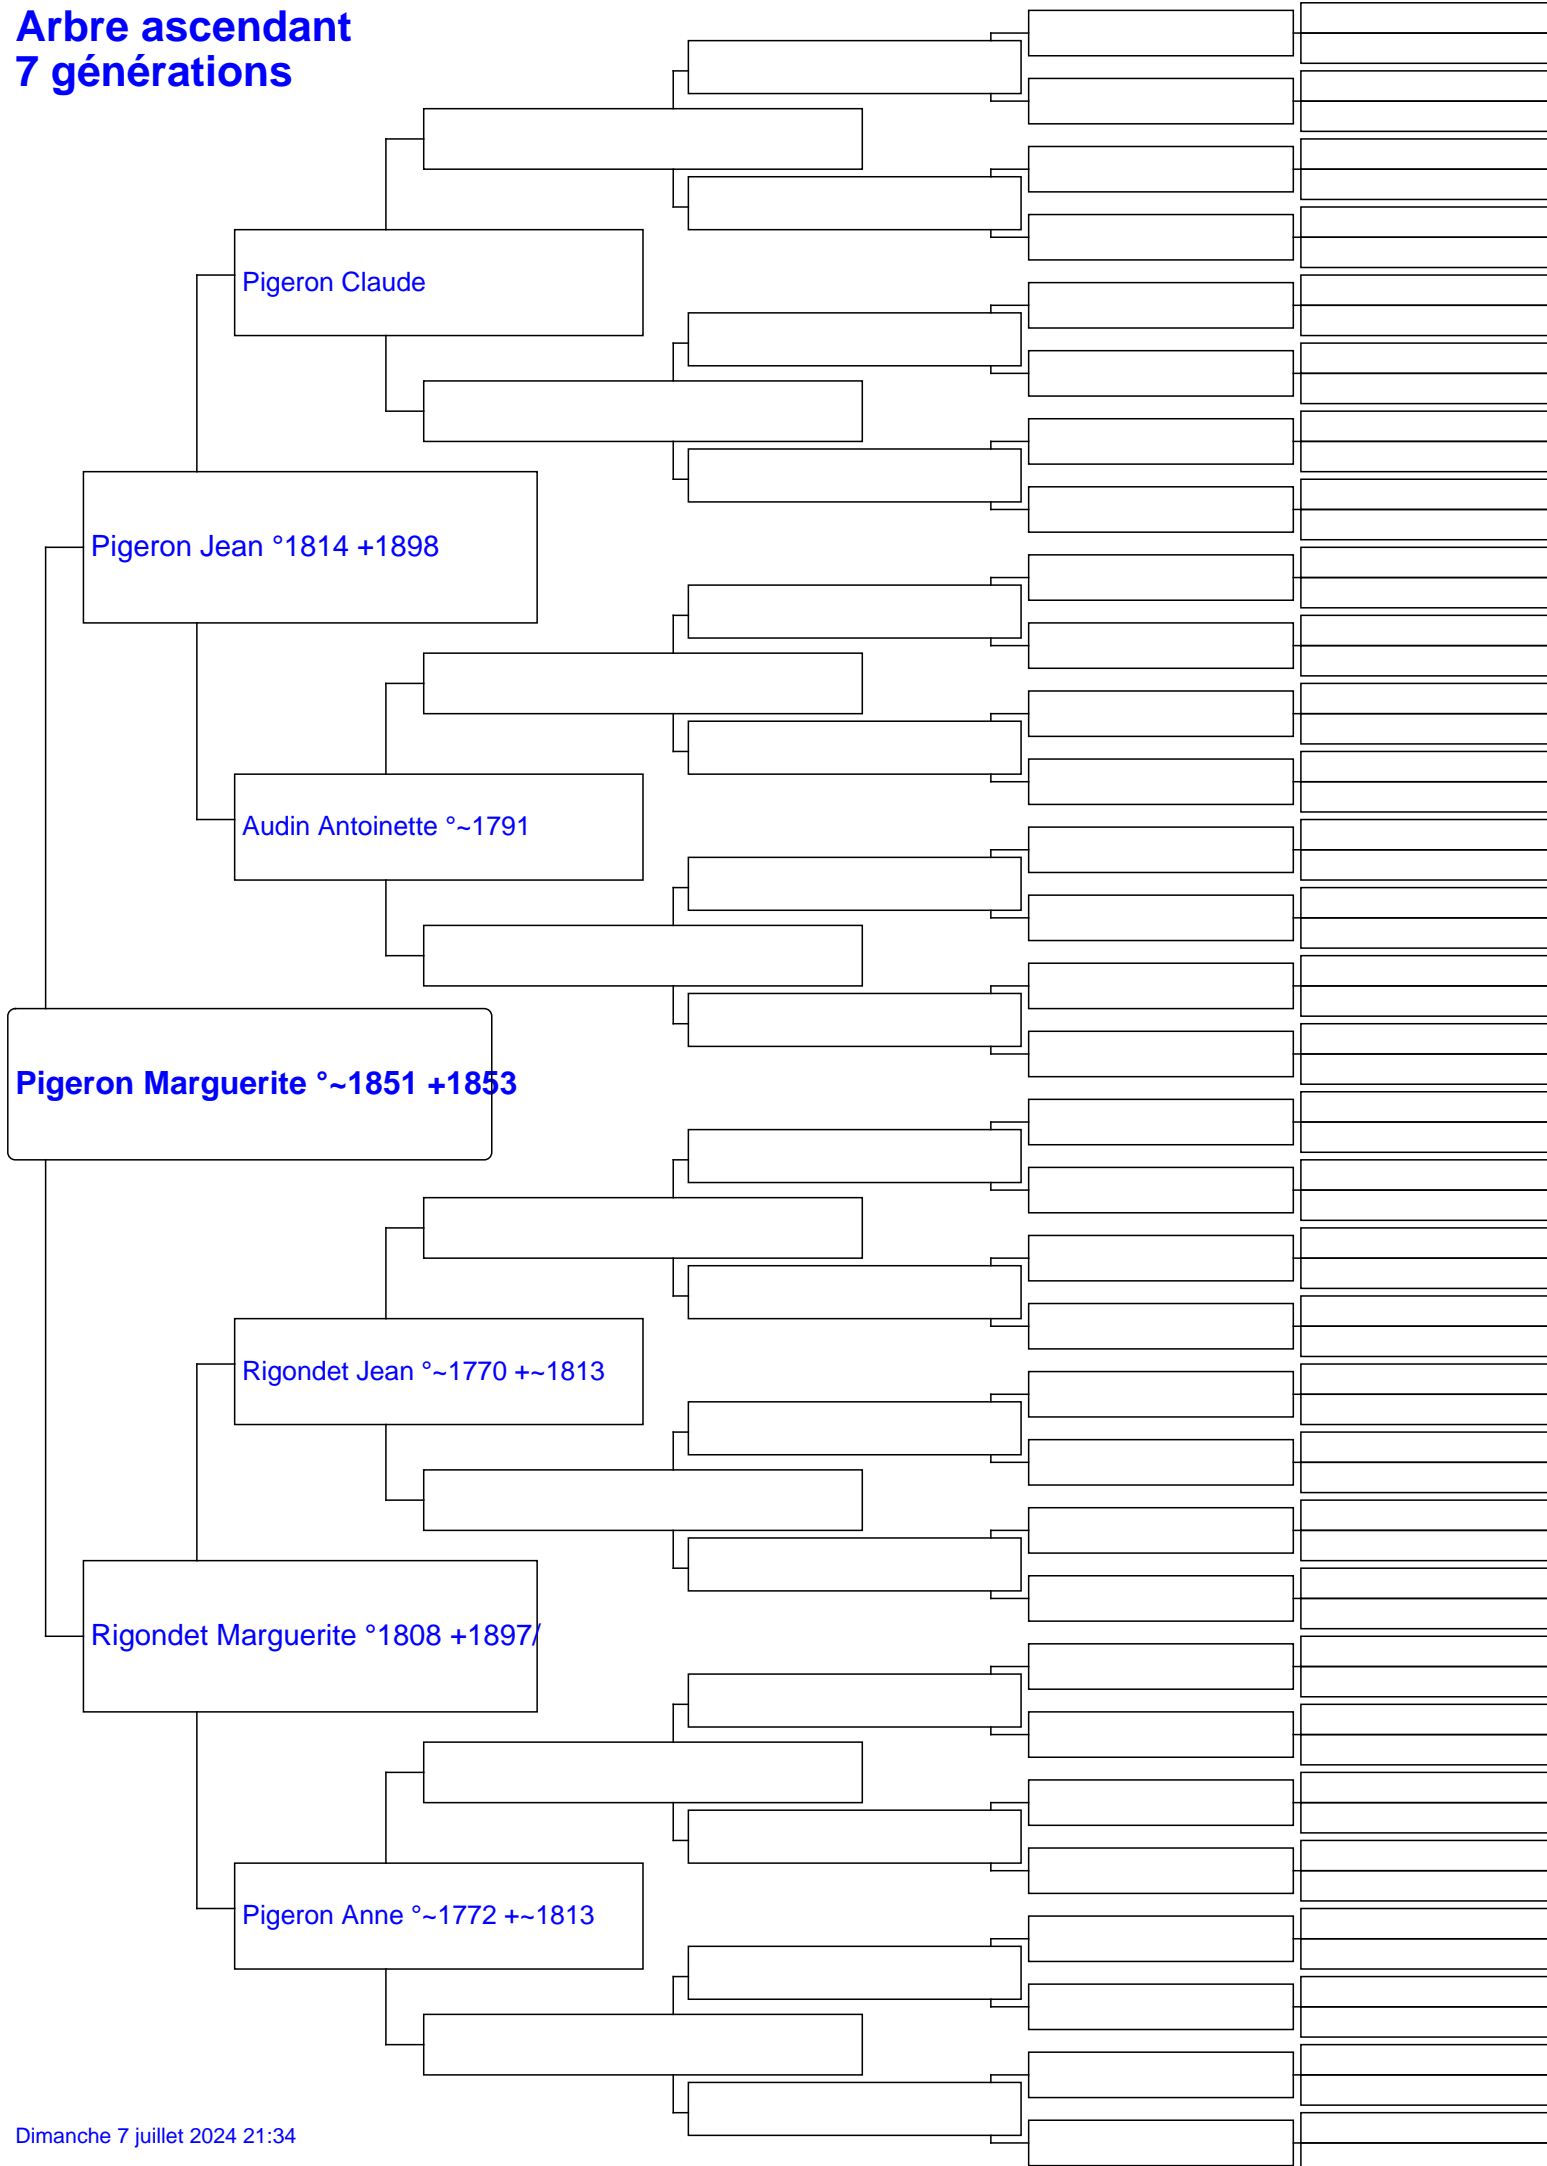 Arbre ascendant
7 générations
Pigeron Claude
Pigeron Jean °1814 +1898
Audin Antoinette °~1791
Pigeron Marguerite °~1851 +1853
Rigondet Jean °~1770 +~1813
Rigondet Marguerite °1808 +1897/
Pigeron Anne °~1772 +~1813
Dimanche 7 juillet 2024 21:34